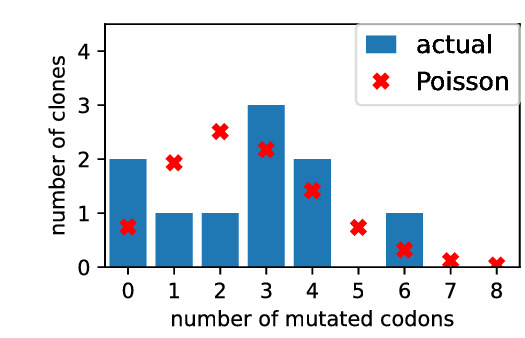 actual
Poisson
number of clones
4
3
2
1
0
0 1 2 3 4 5 6 7 8
number of mutated codons